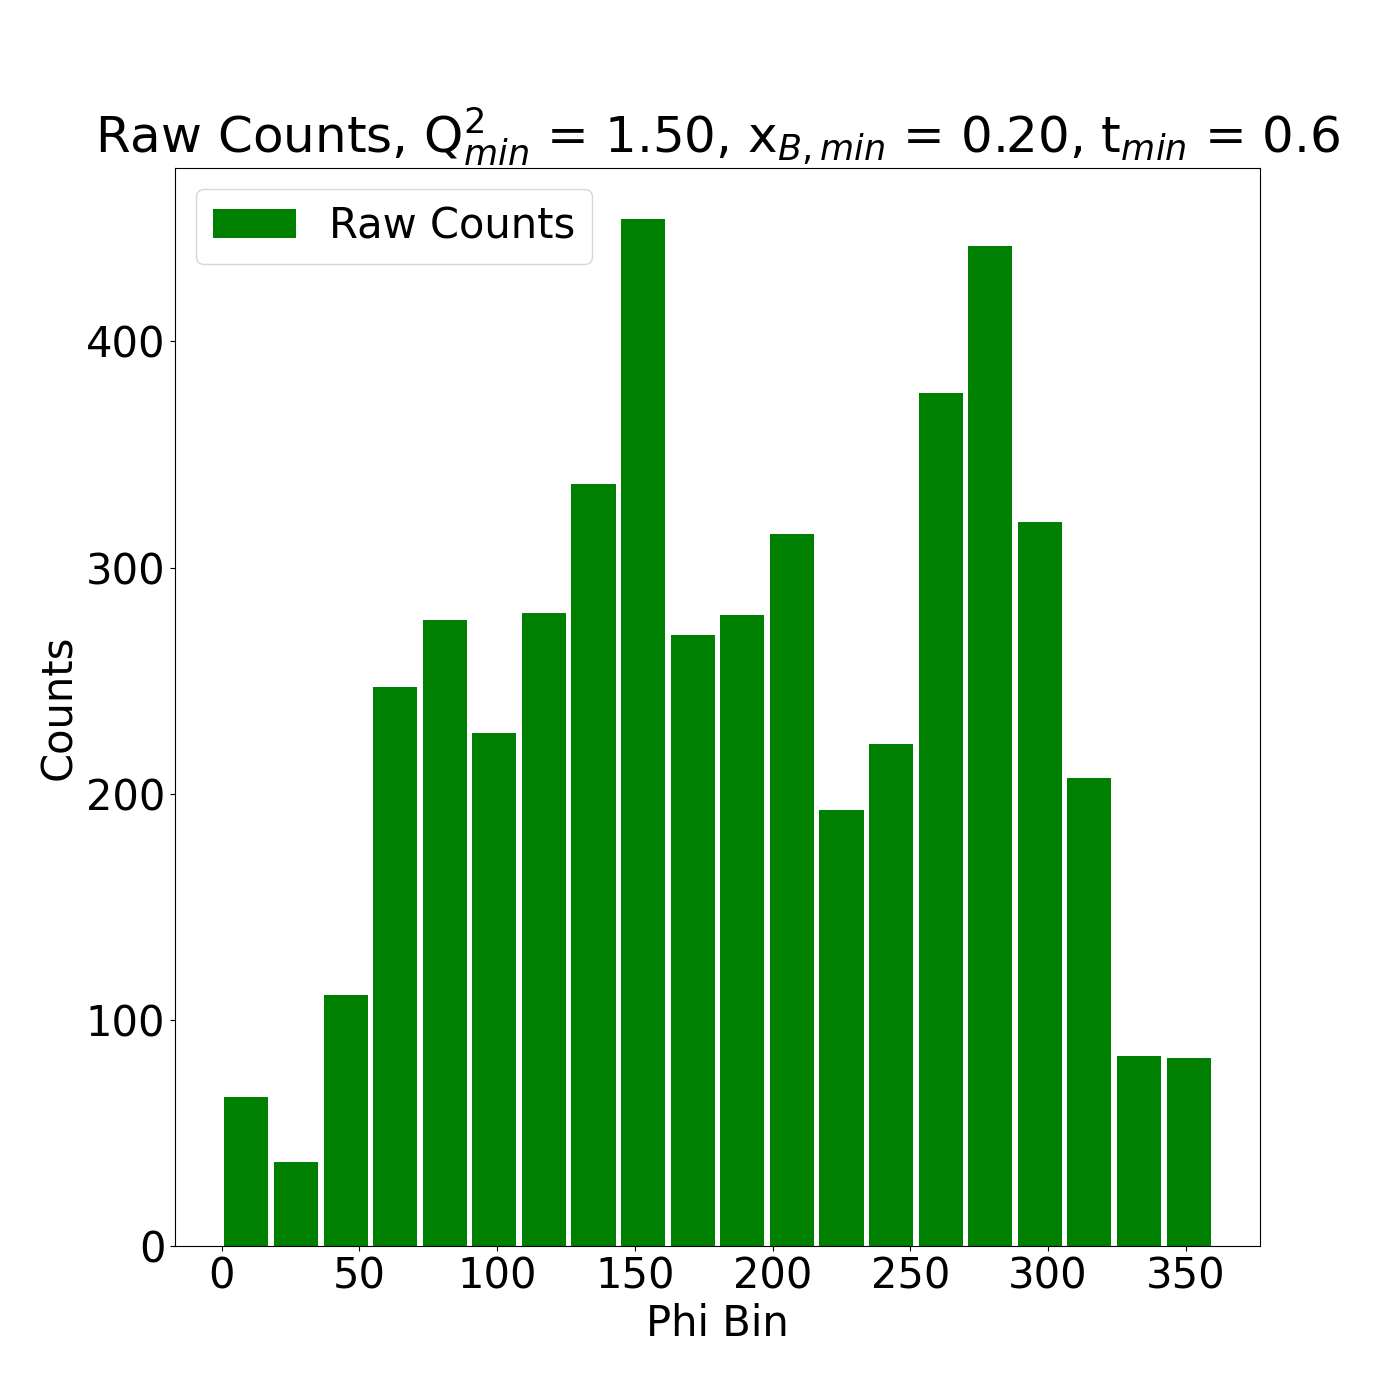 Raw Counts, Q²ₘᵢₙ = 1.50, x_B,min = 0.20, tₘᵢₙ = 0.6
Raw Counts
400
300
200
100
0
Counts
0 50 100 150 200 250 300 350
Phi Bin